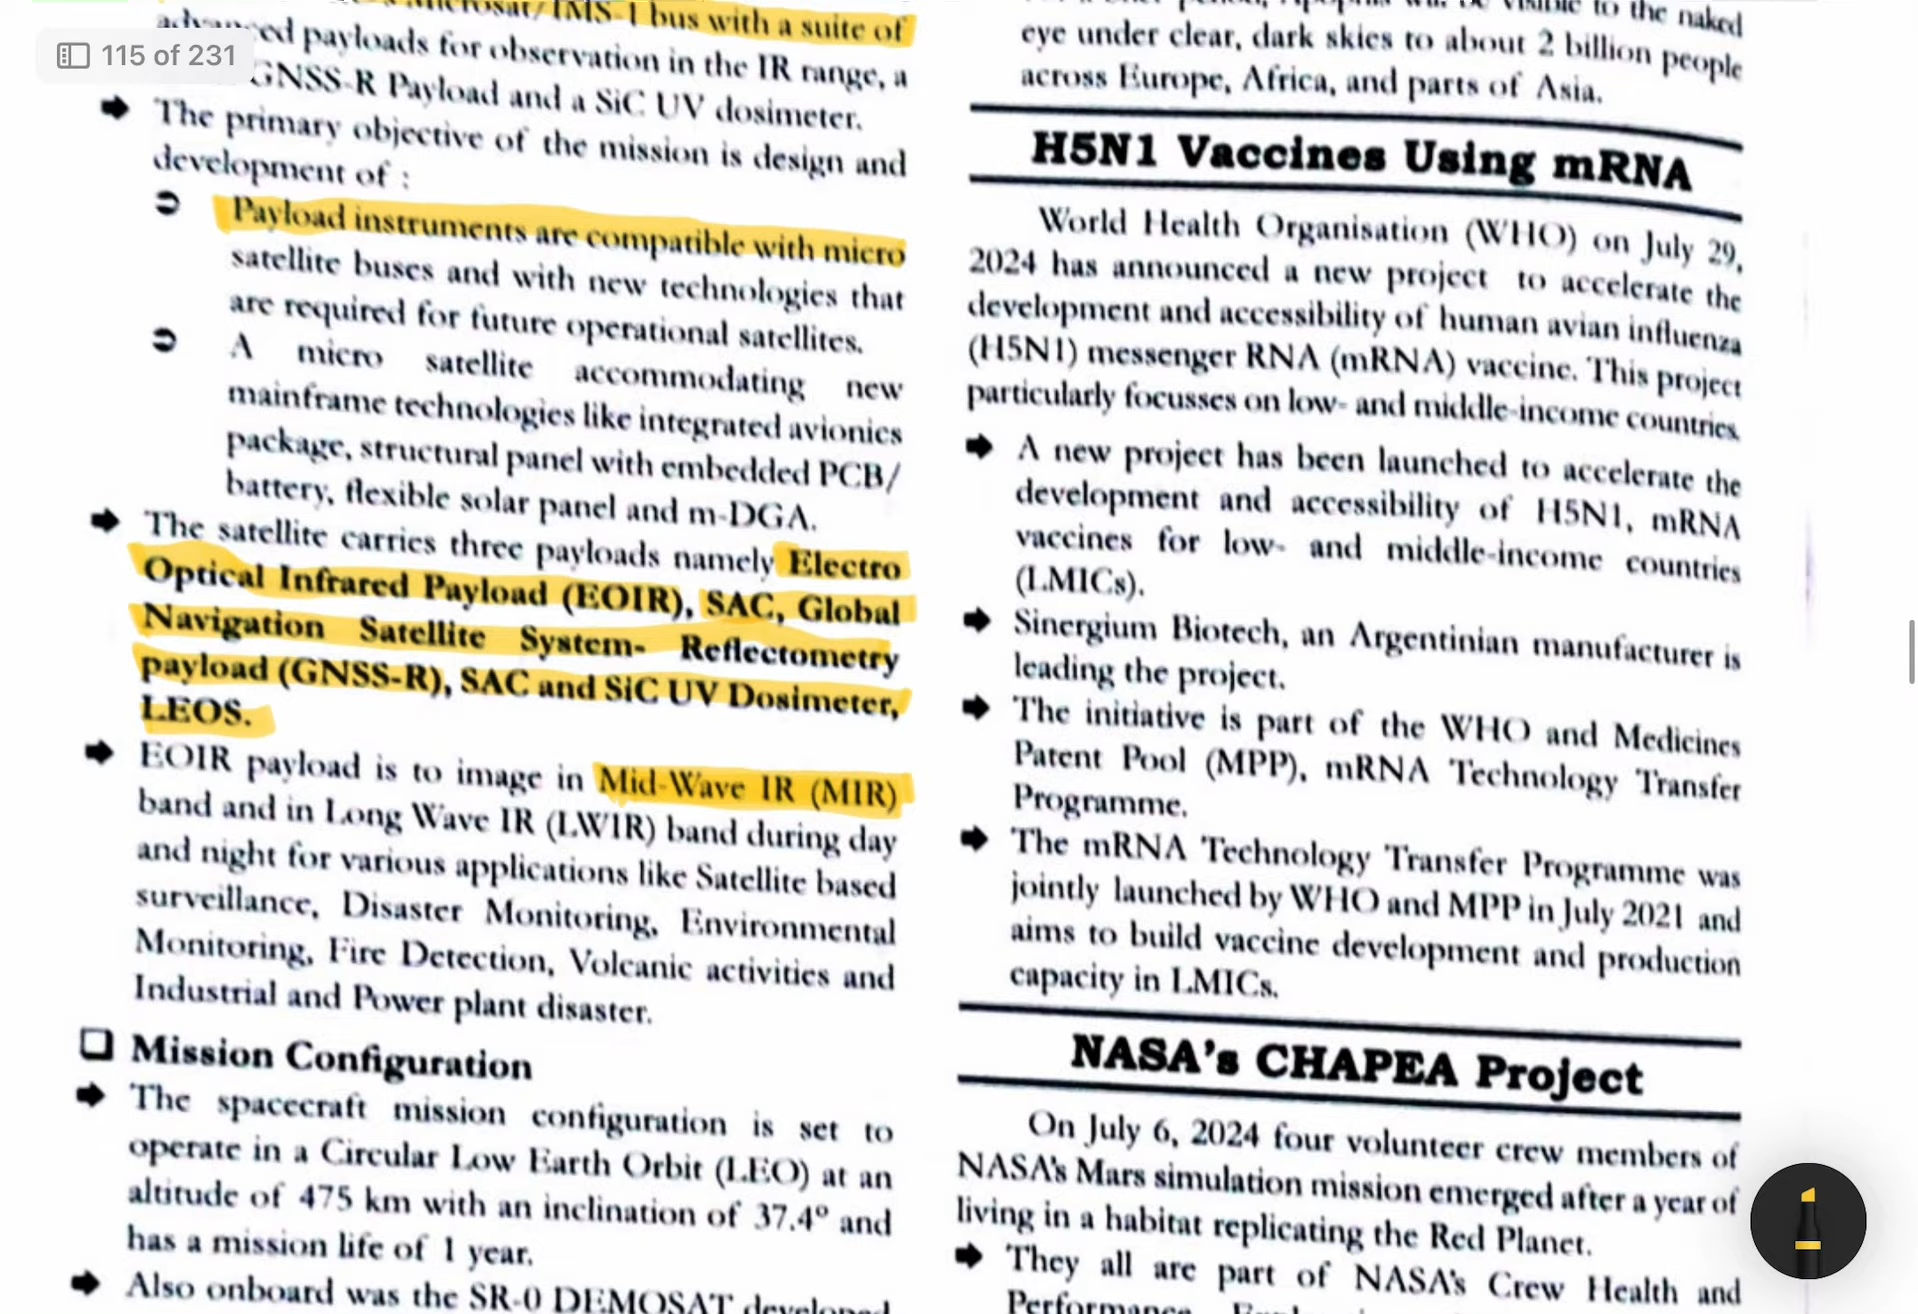 115 of 231
Microsat/IMS-1 bus with a suite of
advanced payloads for observation in the IR range, a
GNSS-R Payload and a SiC UV dosimeter.
The primary objective of the mission is design and
development of :
Payload instruments are compatible with micro
satellite buses and with new technologies that
are required for future operational satellites.
A micro satellite accommodating new
mainframe technologies like integrated avionics
package, structural panel with embedded PCB/
battery, flexible solar panel and m-DGA.
The satellite carries three payloads namely Electro
Optical Infrared Payload (EOIR), SAC, Global
Navigation Satellite System- Reflectometry
payload (GNSS-R), SAC and SiC UV Dosimeter,
LEOS.
EOIR payload is to image in Mid-Wave IR (MIR)
band and in Long Wave IR (LWIR) band during day
and night for various applications like Satellite based
surveillance, Disaster Monitoring, Environmental
Monitoring, Fire Detection, Volcanic activities and
Industrial and Power plant disaster.
Mission Configuration
The spacecraft mission configuration is set to
operate in a Circular Low Earth Orbit (LEO) at an
altitude of 475 km with an inclination of 37.4° and
has a mission life of 1 year.
Also onboard was the SR-0 DEMOSAT developed
be visible to the naked
eye under clear, dark skies to about 2 billion people
across Europe, Africa, and parts of Asia.
H5N1 Vaccines Using mRNA
World Health Organisation (WHO) on July 29,
2024 has announced a new project to accelerate the
development and accessibility of human avian influenza
(H5N1) messenger RNA (mRNA) vaccine. This project
particularly focusses on low- and middle-income countries.
A new project has been launched to accelerate the
development and accessibility of H5N1, mRNA
vaccines for low- and middle-income countries
(LMICs).
Sinergium Biotech, an Argentinian manufacturer is
leading the project.
The initiative is part of the WHO and Medicines
Patent Pool (MPP), mRNA Technology Transfer
Programme.
The mRNA Technology Transfer Programme was
jointly launched by WHO and MPP in July 2021 and
aims to build vaccine development and production
capacity in LMICs.
NASA's CHAPEA Project
On July 6, 2024 four volunteer crew members of
NASA's Mars simulation mission emerged after a year of
living in a habitat replicating the Red Planet.
They all are part of NASA's Crew Health and
Performance